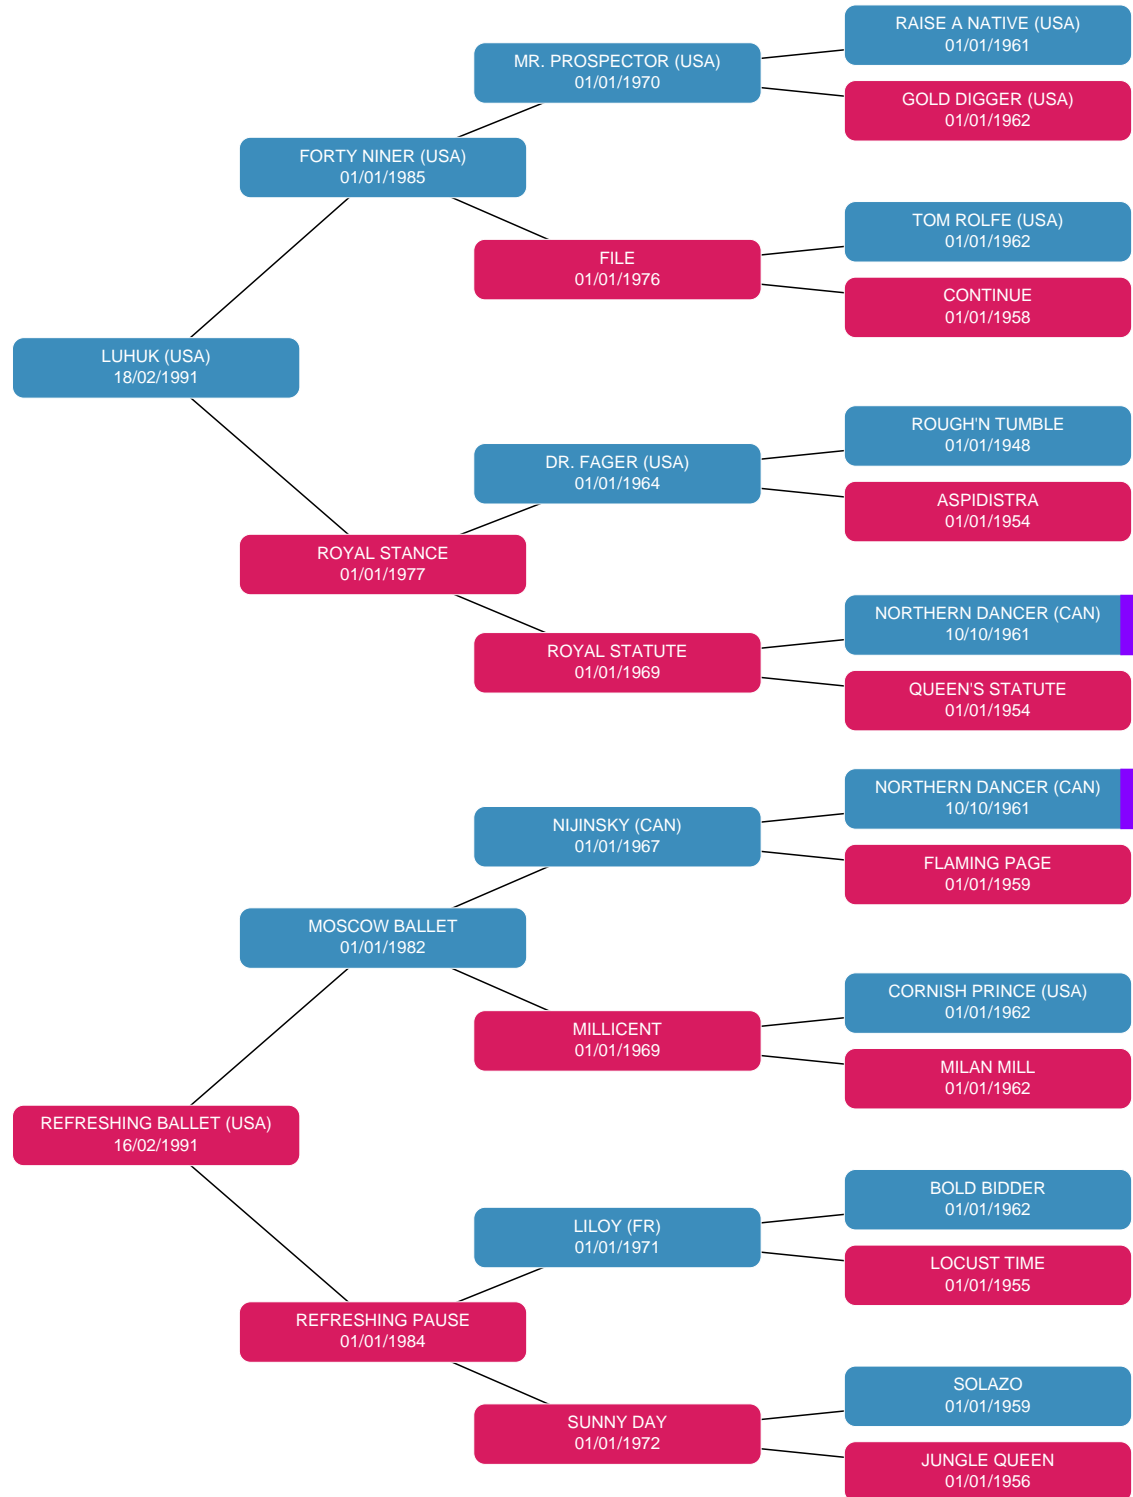 RAISE A NATIVE (USA)
01/01/1961
MR. PROSPECTOR (USA)
01/01/1970
GOLD DIGGER (USA)
01/01/1962
FORTY NINER (USA)
01/01/1985
TOM ROLFE (USA)
01/01/1962
FILE
01/01/1976
CONTINUE
01/01/1958
LUHUK (USA)
18/02/1991
ROUGH'N TUMBLE
01/01/1948
DR. FAGER (USA)
01/01/1964
ASPIDISTRA
01/01/1954
ROYAL STANCE
01/01/1977
NORTHERN DANCER (CAN)
10/10/1961
ROYAL STATUTE
01/01/1969
QUEEN'S STATUTE
01/01/1954
NORTHERN DANCER (CAN)
10/10/1961
NIJINSKY (CAN)
01/01/1967
FLAMING PAGE
01/01/1959
MOSCOW BALLET
01/01/1982
CORNISH PRINCE (USA)
01/01/1962
MILLICENT
01/01/1969
MILAN MILL
01/01/1962
REFRESHING BALLET (USA)
16/02/1991
BOLD BIDDER
01/01/1962
LILOY (FR)
01/01/1971
LOCUST TIME
01/01/1955
REFRESHING PAUSE
01/01/1984
SOLAZO
01/01/1959
SUNNY DAY
01/01/1972
JUNGLE QUEEN
01/01/1956